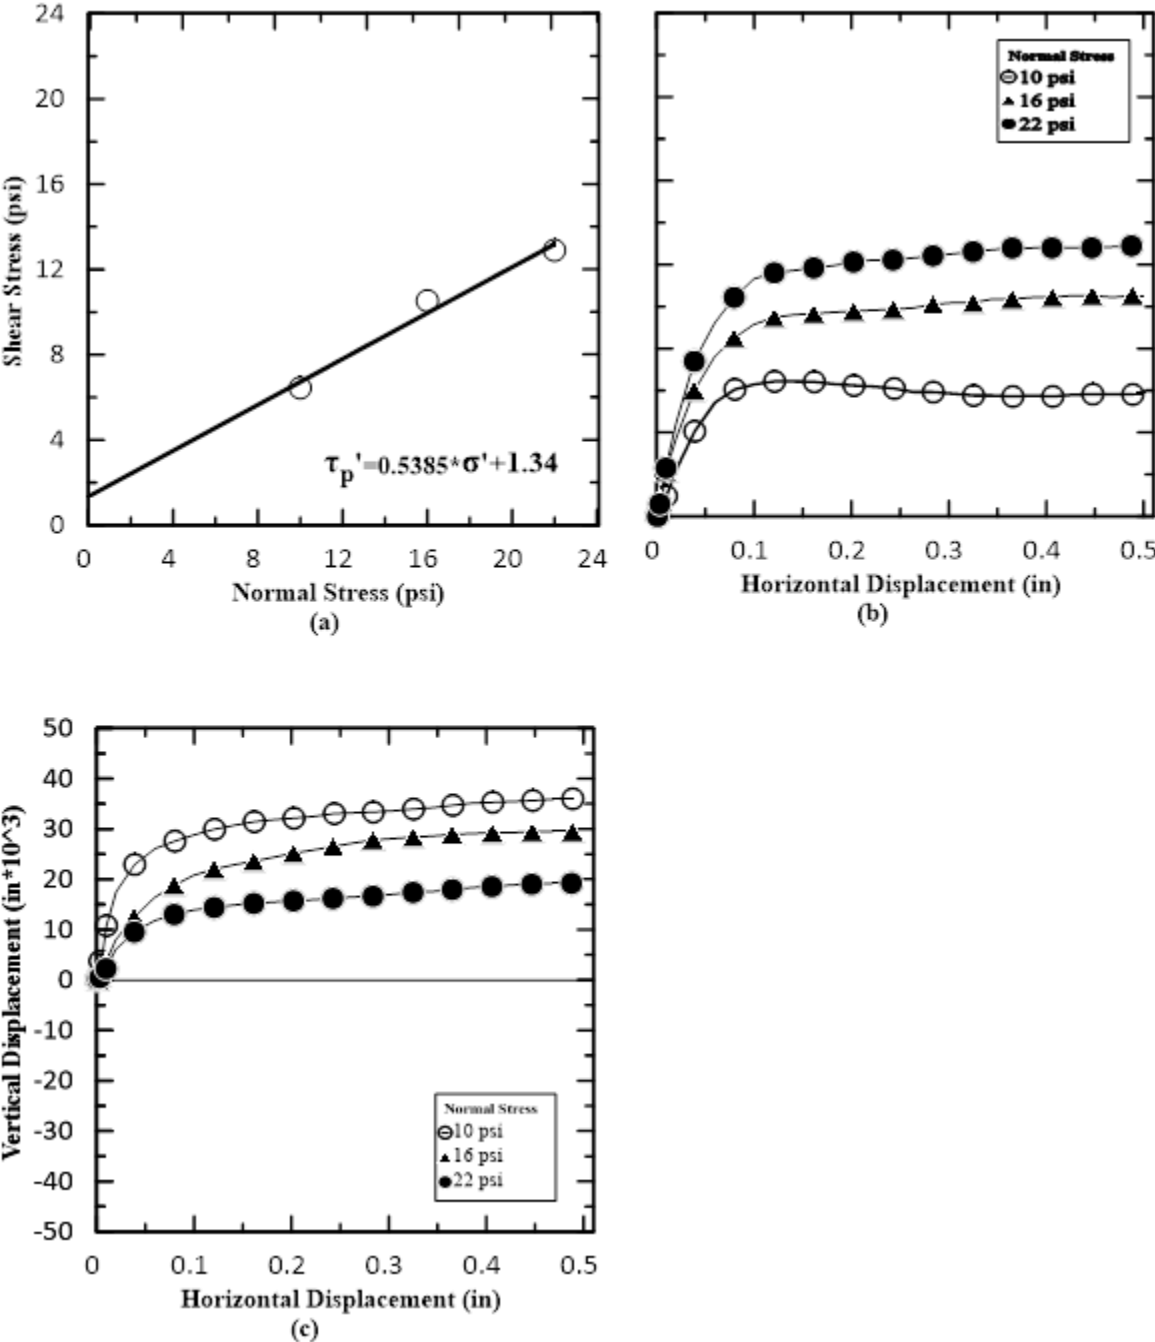 24
20
16
12
8
4
0
Shear Stress (psi)
τp'=0.5385*σ'+1.34
0 4 8 12 16 20 24
Normal Stress (psi)
(a)
Normal Stress
10 psi
16 psi
22 psi
0 0.1 0.2 0.3 0.4 0.5
Horizontal Displacement (in)
(b)
50
40
30
20
10
0
-10
-20
-30
-40
-50
Vertical Displacement (in*10^3)
Normal Stress
10 psi
16 psi
22 psi
0 0.1 0.2 0.3 0.4 0.5
Horizontal Displacement (in)
(c)